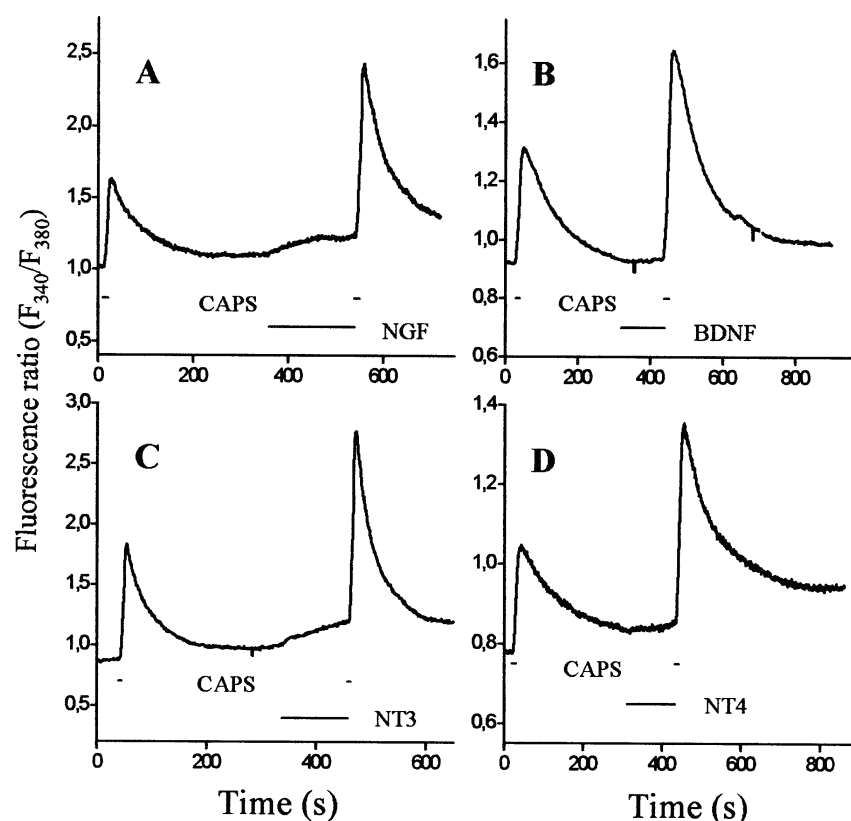 Fluorescence ratio (F340/F380)
A
2,5
2,0
1,5
1,0
0,5
CAPS
NGF
0 200 400 600
B
1,6
1,4
1,2
1,0
0,8
0,6
CAPS
BDNF
0 200 400 600 800
C
3,0
2,5
2,0
1,5
1,0
0,5
CAPS
NT3
0 200 400 600
Time (s)
D
1,4
1,2
1,0
0,8
0,6
CAPS
NT4
0 200 400 600 800
Time (s)